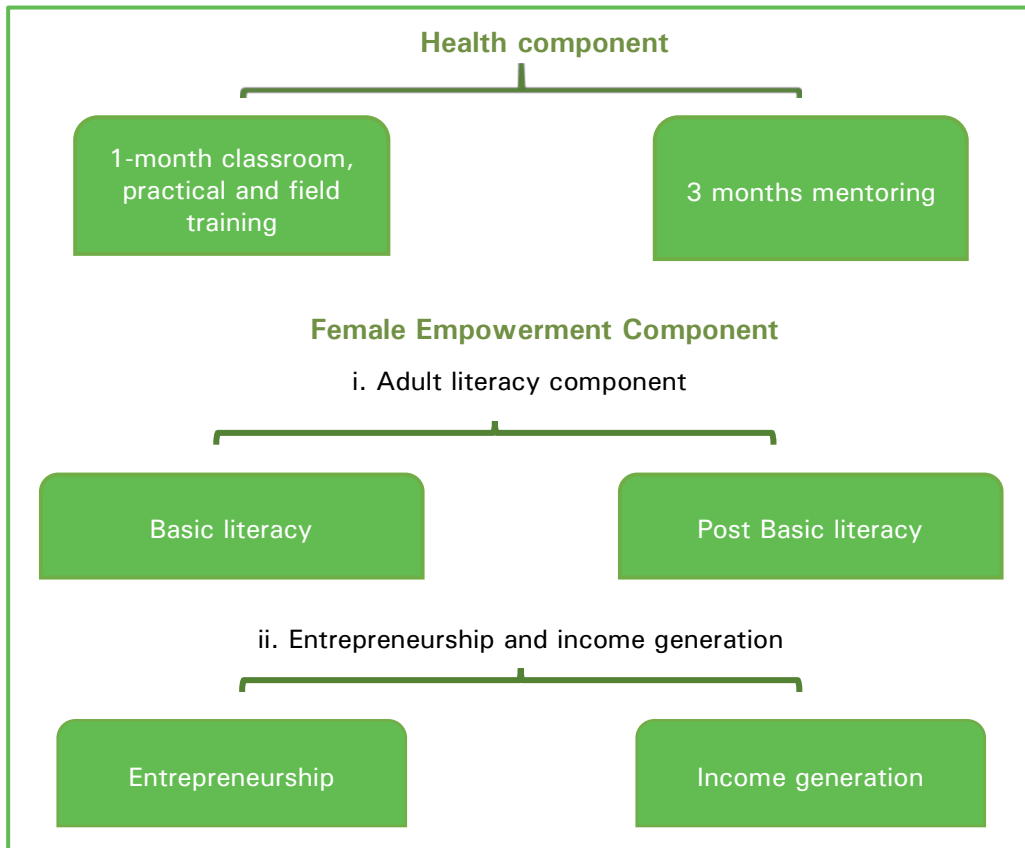 Health component
1-month classroom,
practical and field
training
3 months mentoring
Female Empowerment Component
i. Adult literacy component
Basic literacy
Post Basic literacy
ii. Entrepreneurship and income generation
Entrepreneurship
Income generation